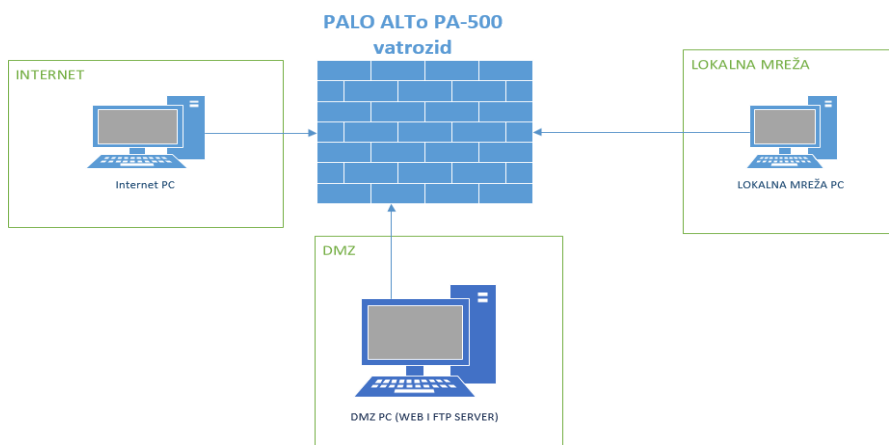 PALO ALTo PA-500
vatrozid
INTERNET
Internet PC
LOKALNA MREŽA
LOKALNA MREŽA PC
DMZ
DMZ PC (WEB I FTP SERVER)